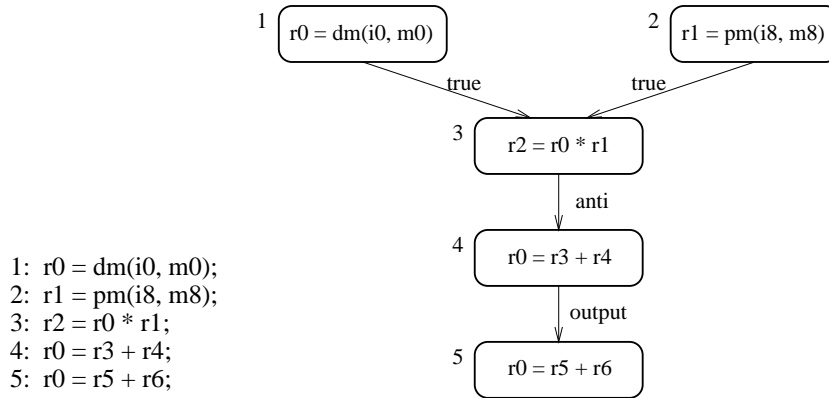 1
r0 = dm(i0, m0)
2
r1 = pm(i8, m8)
true
true
3
r2 = r0 * r1
anti
4
r0 = r3 + r4
output
5
r0 = r5 + r6
1: r0 = dm(i0, m0);
2: r1 = pm(i8, m8);
3: r2 = r0 * r1;
4: r0 = r3 + r4;
5: r0 = r5 + r6;